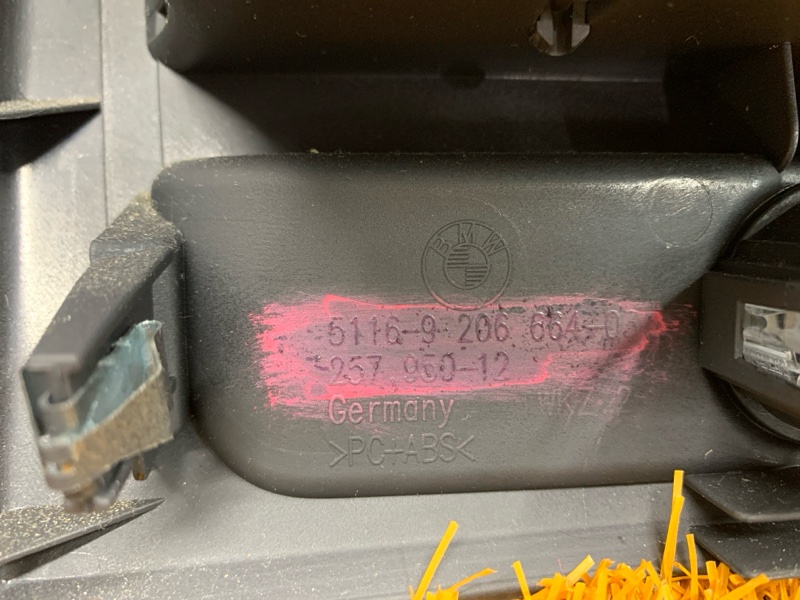 BMW
5116-9 206 664-0
257 960-12
Germany
>PC+ABS<